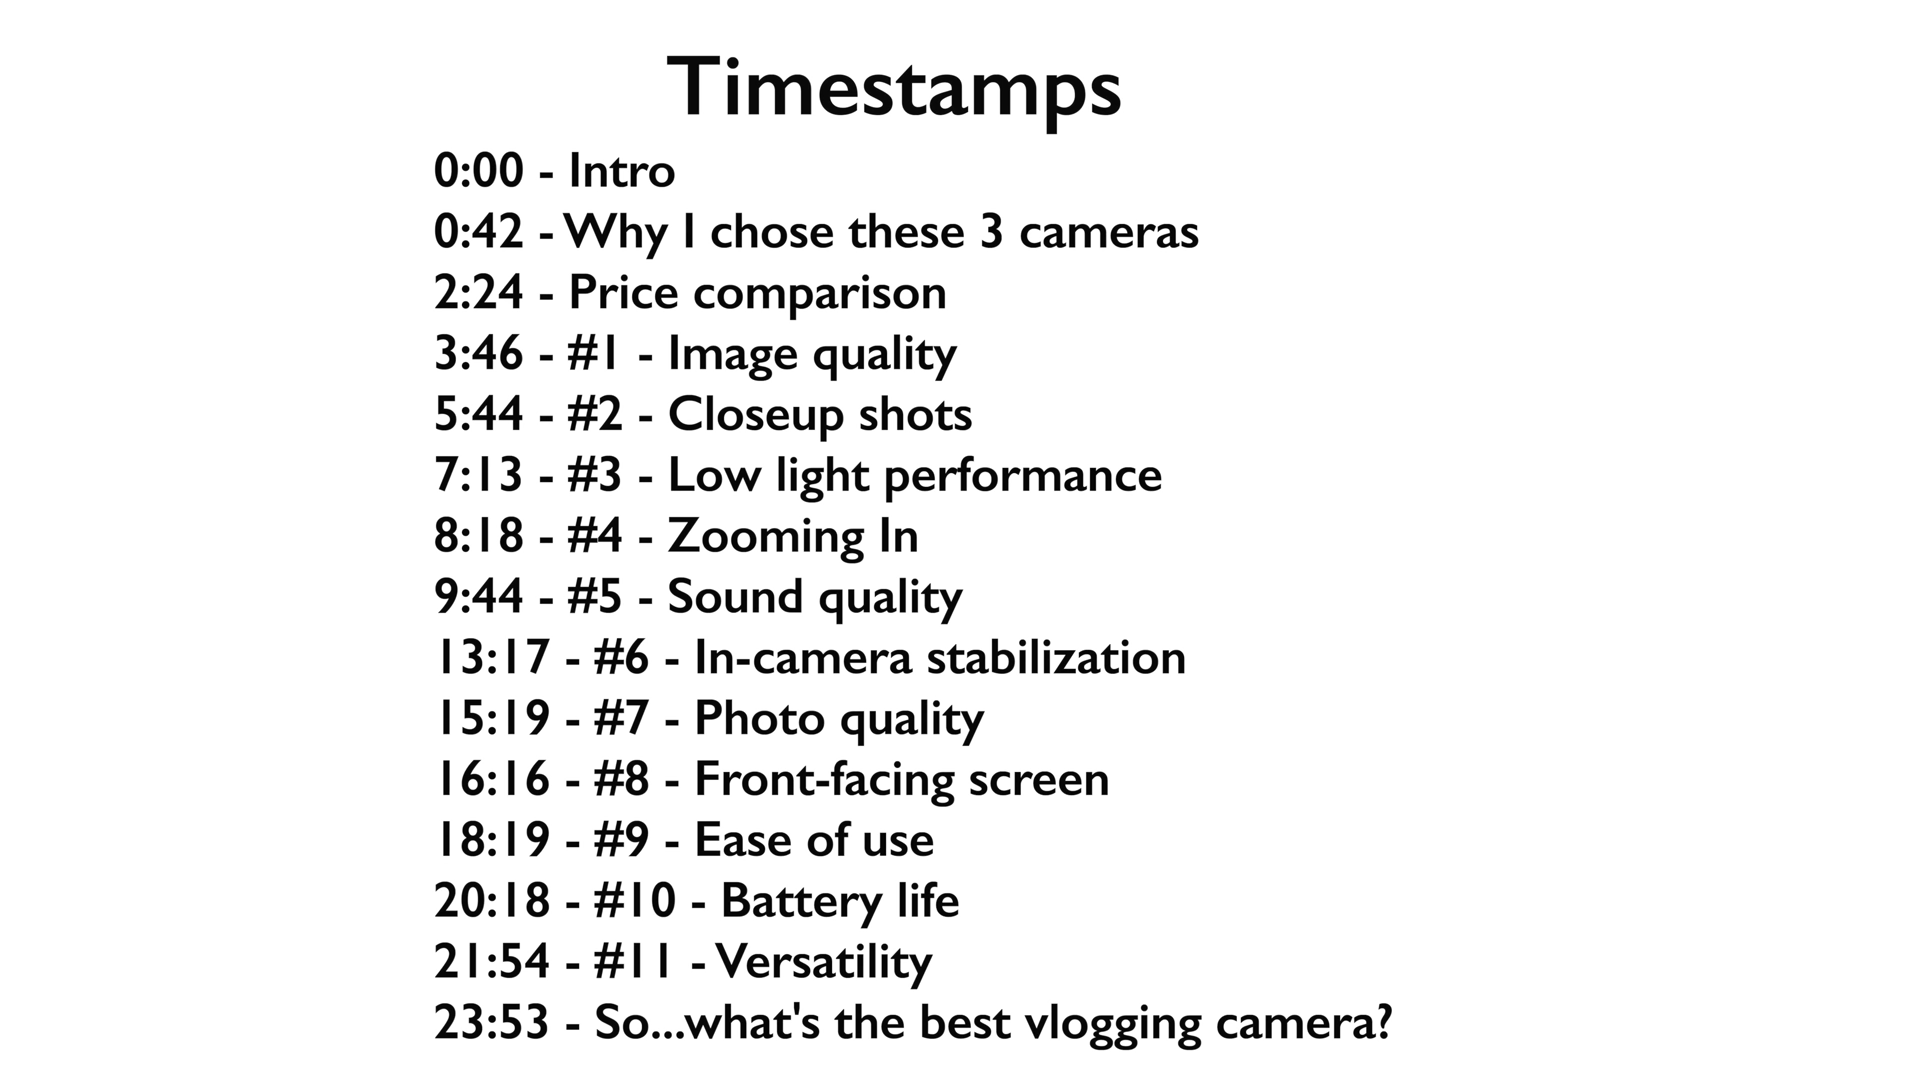 Timestamps
0:00 - Intro
0:42 - Why I chose these 3 cameras
2:24 - Price comparison
3:46 - #1 - Image quality
5:44 - #2 - Closeup shots
7:13 - #3 - Low light performance
8:18 - #4 - Zooming In
9:44 - #5 - Sound quality
13:17 - #6 - In-camera stabilization
15:19 - #7 - Photo quality
16:16 - #8 - Front-facing screen
18:19 - #9 - Ease of use
20:18 - #10 - Battery life
21:54 - #11 - Versatility
23:53 - So...what's the best vlogging camera?